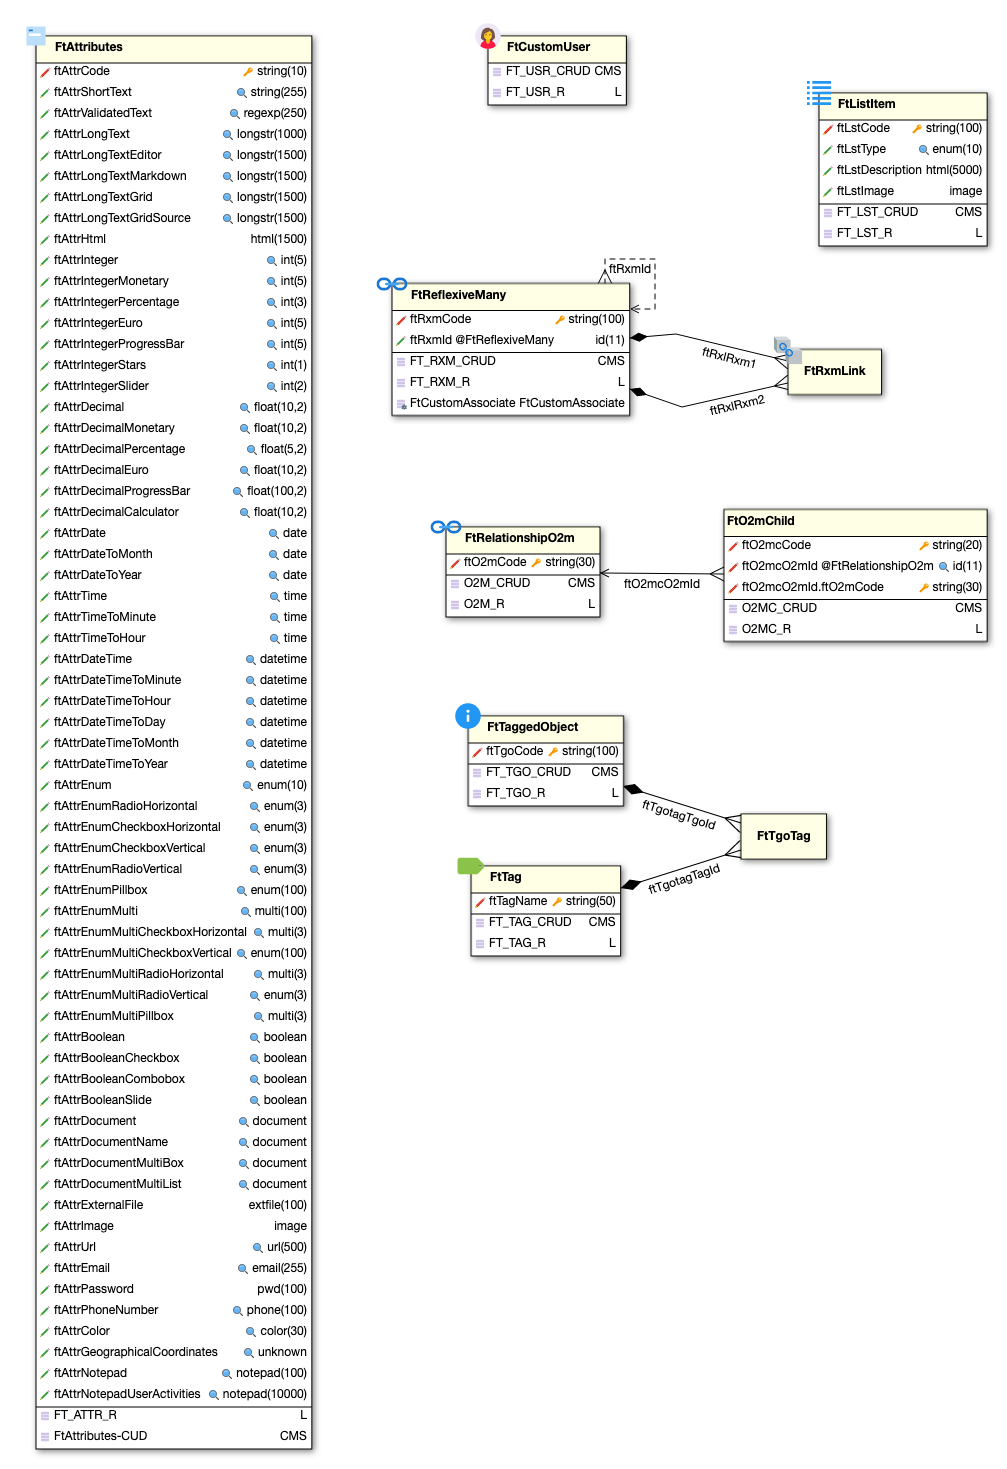 FtAttributes
ftAttrCode string(10)
ftAttrShortText string(255)
ftAttrValidatedText regexp(250)
ftAttrLongText longstr(1000)
ftAttrLongTextEditor longstr(1500)
ftAttrLongTextMarkdown longstr(1500)
ftAttrLongTextGrid longstr(1500)
ftAttrLongTextGridSource longstr(1500)
ftAttrHtml html(1500)
ftAttrInteger int(5)
ftAttrIntegerMonetary int(5)
ftAttrIntegerPercentage int(3)
ftAttrIntegerEuro int(5)
ftAttrIntegerProgressBar int(5)
ftAttrIntegerStars int(1)
ftAttrIntegerSlider int(2)
ftAttrDecimal float(10,2)
ftAttrDecimalMonetary float(10,2)
ftAttrDecimalPercentage float(5,2)
ftAttrDecimalEuro float(10,2)
ftAttrDecimalProgressBar float(100,2)
ftAttrDecimalCalculator float(10,2)
ftAttrDate date
ftAttrDateToMonth date
ftAttrDateToYear date
ftAttrTime time
ftAttrTimeToMinute time
ftAttrTimeToHour time
ftAttrDateTime datetime
ftAttrDateTimeToMinute datetime
ftAttrDateTimeToHour datetime
ftAttrDateTimeToDay datetime
ftAttrDateTimeToMonth datetime
ftAttrDateTimeToYear datetime
ftAttrEnum enum(10)
ftAttrEnumRadioHorizontal enum(3)
ftAttrEnumCheckboxHorizontal enum(3)
ftAttrEnumCheckboxVertical enum(3)
ftAttrEnumRadioVertical enum(3)
ftAttrEnumPillbox enum(100)
ftAttrEnumMulti multi(100)
ftAttrEnumMultiCheckboxHorizontal multi(3)
ftAttrEnumMultiCheckboxVertical enum(100)
ftAttrEnumMultiRadioHorizontal multi(3)
ftAttrEnumMultiRadioVertical enum(3)
ftAttrEnumMultiPillbox multi(3)
ftAttrBoolean boolean
ftAttrBooleanCheckbox boolean
ftAttrBooleanCombobox boolean
ftAttrBooleanSlide boolean
ftAttrDocument document
ftAttrDocumentName document
ftAttrDocumentMultiBox document
ftAttrDocumentMultiList document
ftAttrExternalFile extfile(100)
ftAttrImage image
ftAttrUrl url(500)
ftAttrEmail email(255)
ftAttrPassword pwd(100)
ftAttrPhoneNumber phone(100)
ftAttrColor color(30)
ftAttrGeographicalCoordinates unknown
ftAttrNotepad notepad(100)
ftAttrNotepadUserActivities notepad(10000)
FT_ATTR_R L
FtAttributes-CUD CMS
FtCustomUser
FT_USR_CRUD CMS
FT_USR_R L
FtListItem
ftLstCode string(100)
ftLstType enum(10)
ftLstDescription html(5000)
ftLstImage image
FT_LST_CRUD CMS
FT_LST_R L
ftRxmId
FtReflexiveMany
ftRxmCode string(100)
ftRxmId @FtReflexiveMany id(11)
FT_RXM_CRUD CMS
FT_RXM_R L
FtCustomAssociate FtCustomAssociate
ftRxlRxm1
ftRxlRxm2
FtRxmLink
FtRelationshipO2m
ftO2mCode string(30)
O2M_CRUD CMS
O2M_R L
ftO2mcO2mId
FtO2mChild
ftO2mcCode string(20)
ftO2mcO2mId @FtRelationshipO2m id(11)
ftO2mcO2mId.ftO2mCode string(30)
O2MC_CRUD CMS
O2MC_R L
FtTaggedObject
ftTgoCode string(100)
FT_TGO_CRUD CMS
FT_TGO_R L
ftTgotagTgoId
FtTgoTag
ftTgotagTagId
FtTag
ftTagName string(50)
FT_TAG_CRUD CMS
FT_TAG_R L